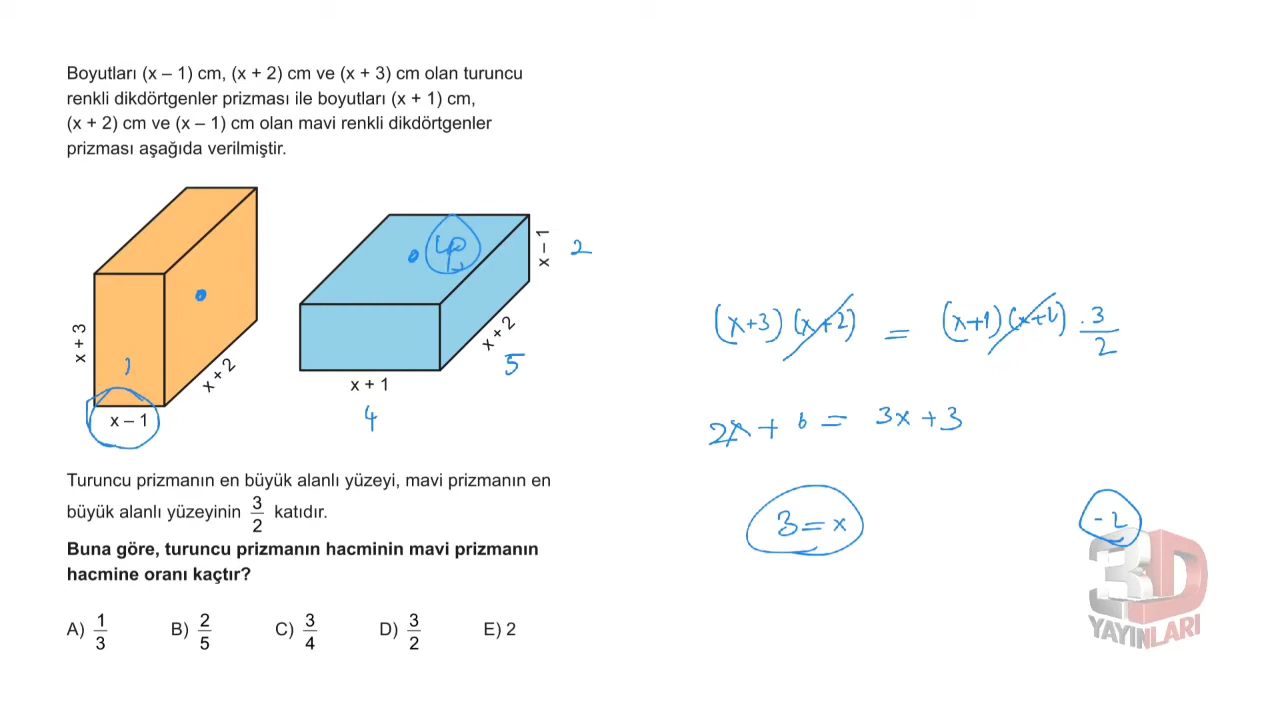 Boyutları (x – 1) cm, (x + 2) cm ve (x + 3) cm olan turuncu
renkli dikdörtgenler prizması ile boyutları (x + 1) cm,
(x + 2) cm ve (x – 1) cm olan mavi renkli dikdörtgenler
prizması aşağıda verilmiştir.
x + 3
x – 1
x + 2
x + 1
4
x + 2
5
x – 1
2
Turuncu prizmanın en büyük alanlı yüzeyi, mavi prizmanın en
büyük alanlı yüzeyinin 3/2 katıdır.
Buna göre, turuncu prizmanın hacminin mavi prizmanın
hacmine oranı kaçtır?
A) 1/3 B) 2/5 C) 3/4 D) 3/2 E) 2
(x+3) (x+2) = (x+1) (x+2) . 3/2
2x + 6 = 3x + 3
3 = x
-2
3D
YAYINLARI